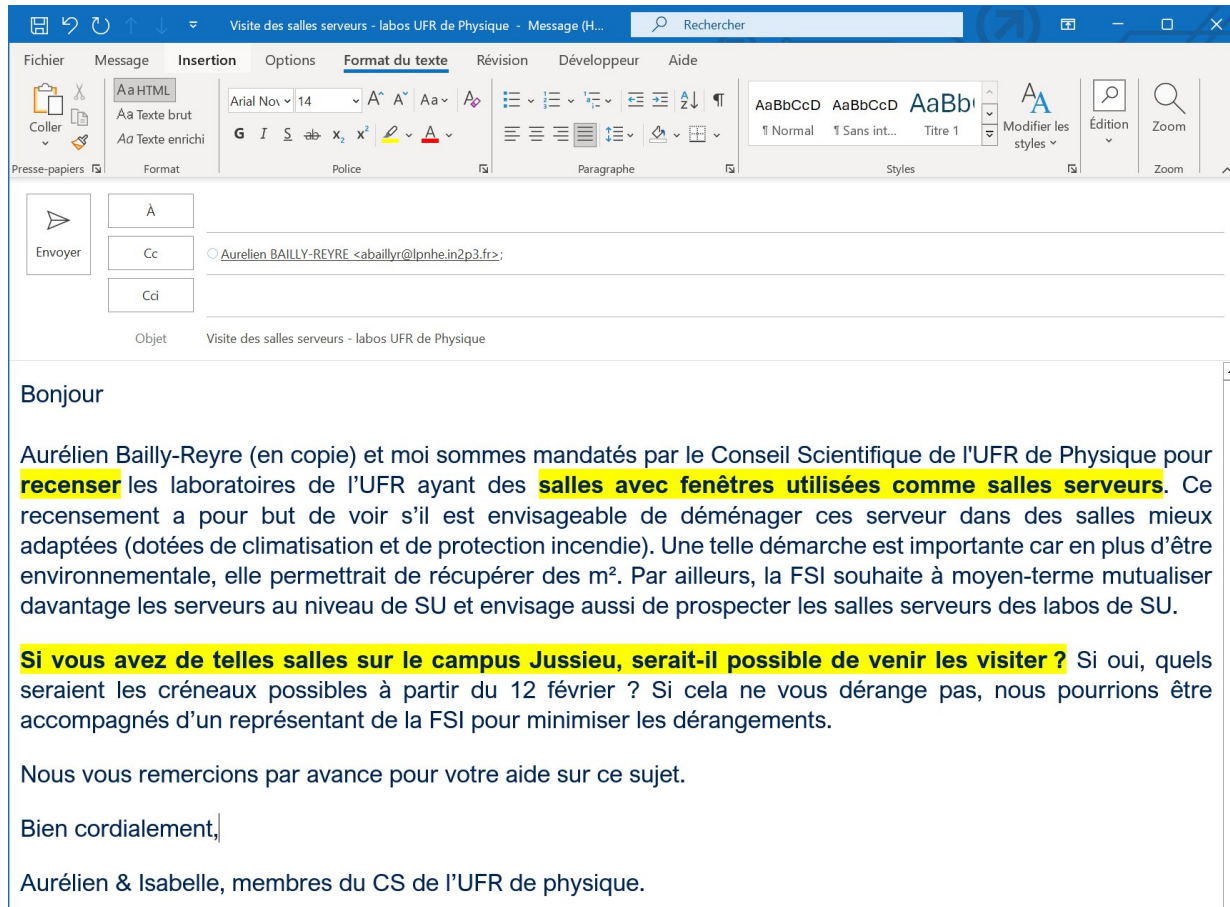 Visite des salles serveurs - labos UFR de Physique - Message (H...
Rechercher
Fichier Message Insertion Options Format du texte Révision Développeur Aide
Coller
Presse-papiers
Aa HTML
Aa Texte brut
Aa Texte enrichi
Format
Arial Nov 14 A^ A˅ Aa
G I S ab x₂ x² A
Police
Paragraphe
AaBbCcD AaBbCcD AaBb(
¶ Normal ¶ Sans int... Titre 1
Styles
Modifier les
styles
Édition
Zoom
Zoom
Envoyer
À
Cc Aurelien BAILLY-REYRE <abaillyr@lpnhe.in2p3.fr>;
Cci
Objet Visite des salles serveurs - labos UFR de Physique
Bonjour
Aurélien Bailly-Reyre (en copie) et moi sommes mandatés par le Conseil Scientifique de l'UFR de Physique pour
recenser les laboratoires de l’UFR ayant des salles avec fenêtres utilisées comme salles serveurs. Ce
recensement a pour but de voir s’il est envisageable de déménager ces serveur dans des salles mieux
adaptées (dotées de climatisation et de protection incendie). Une telle démarche est importante car en plus d’être
environnementale, elle permettrait de récupérer des m². Par ailleurs, la FSI souhaite à moyen-terme mutualiser
davantage les serveurs au niveau de SU et envisage aussi de prospecter les salles serveurs des labos de SU.
Si vous avez de telles salles sur le campus Jussieu, serait-il possible de venir les visiter ? Si oui, quels
seraient les créneaux possibles à partir du 12 février ? Si cela ne vous dérange pas, nous pourrions être
accompagnés d’un représentant de la FSI pour minimiser les dérangements.
Nous vous remercions par avance pour votre aide sur ce sujet.
Bien cordialement,
Aurélien & Isabelle, membres du CS de l’UFR de physique.